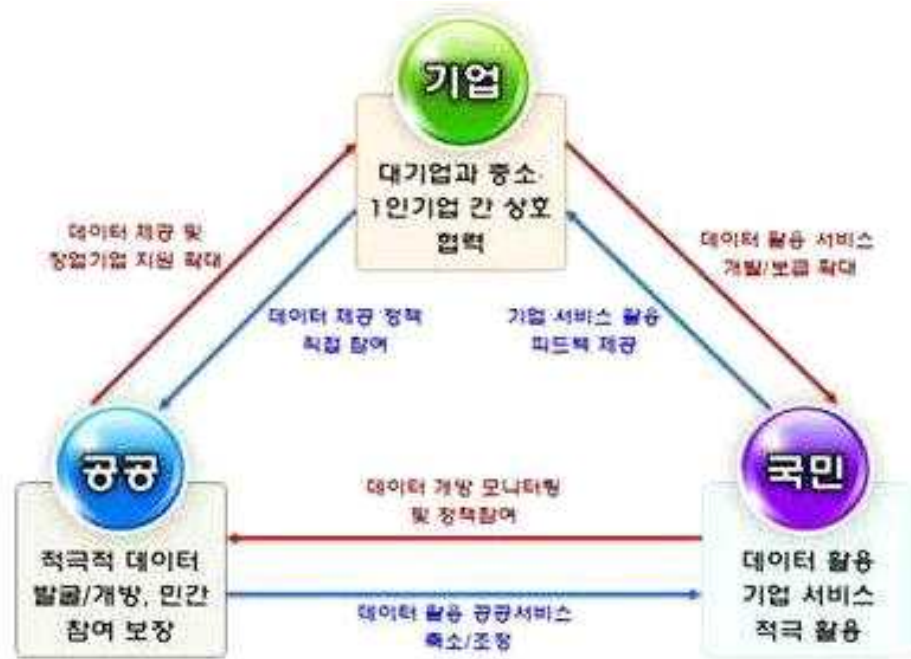 기업
대기업과 중소·
1인기업 간 상호
협력
데이터 제공 및
창업기업 지원 확대
데이터 활용 서비스
개발/보급 확대
데이터 제공 정책
직접 참여
기업 서비스 활용
피드백 제공
공공
적극적 데이터
발굴/개방, 민간
참여 보장
데이터 개방 모니터링
및 정책참여
데이터 활용 공공서비스
축소/조정
국민
데이터 활용
기업 서비스
적극 활용